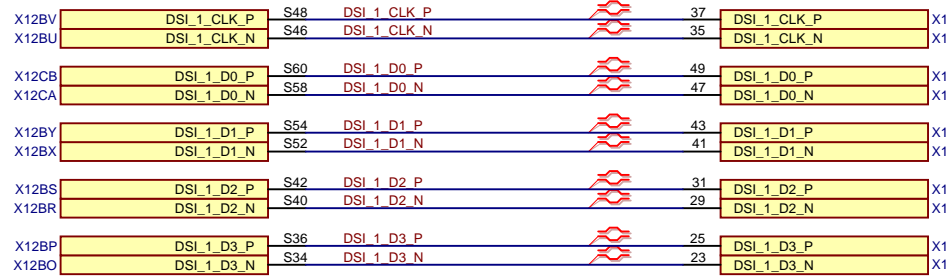 X12BV DSI_1_CLK_P S48 DSI_1_CLK_P 37 DSI_1_CLK_P X1
X12BU DSI_1_CLK_N S46 DSI_1_CLK_N 35 DSI_1_CLK_N X1
X12CB DSI_1_D0_P S60 DSI_1_D0_P 49 DSI_1_D0_P X1
X12CA DSI_1_D0_N S58 DSI_1_D0_N 47 DSI_1_D0_N X1
X12BY DSI_1_D1_P S54 DSI_1_D1_P 43 DSI_1_D1_P X1
X12BX DSI_1_D1_N S52 DSI_1_D1_N 41 DSI_1_D1_N X1
X12BS DSI_1_D2_P S42 DSI_1_D2_P 31 DSI_1_D2_P X1
X12BR DSI_1_D2_N S40 DSI_1_D2_N 29 DSI_1_D2_N X1
X12BP DSI_1_D3_P S36 DSI_1_D3_P 25 DSI_1_D3_P X1
X12BO DSI_1_D3_N S34 DSI_1_D3_N 23 DSI_1_D3_N X1